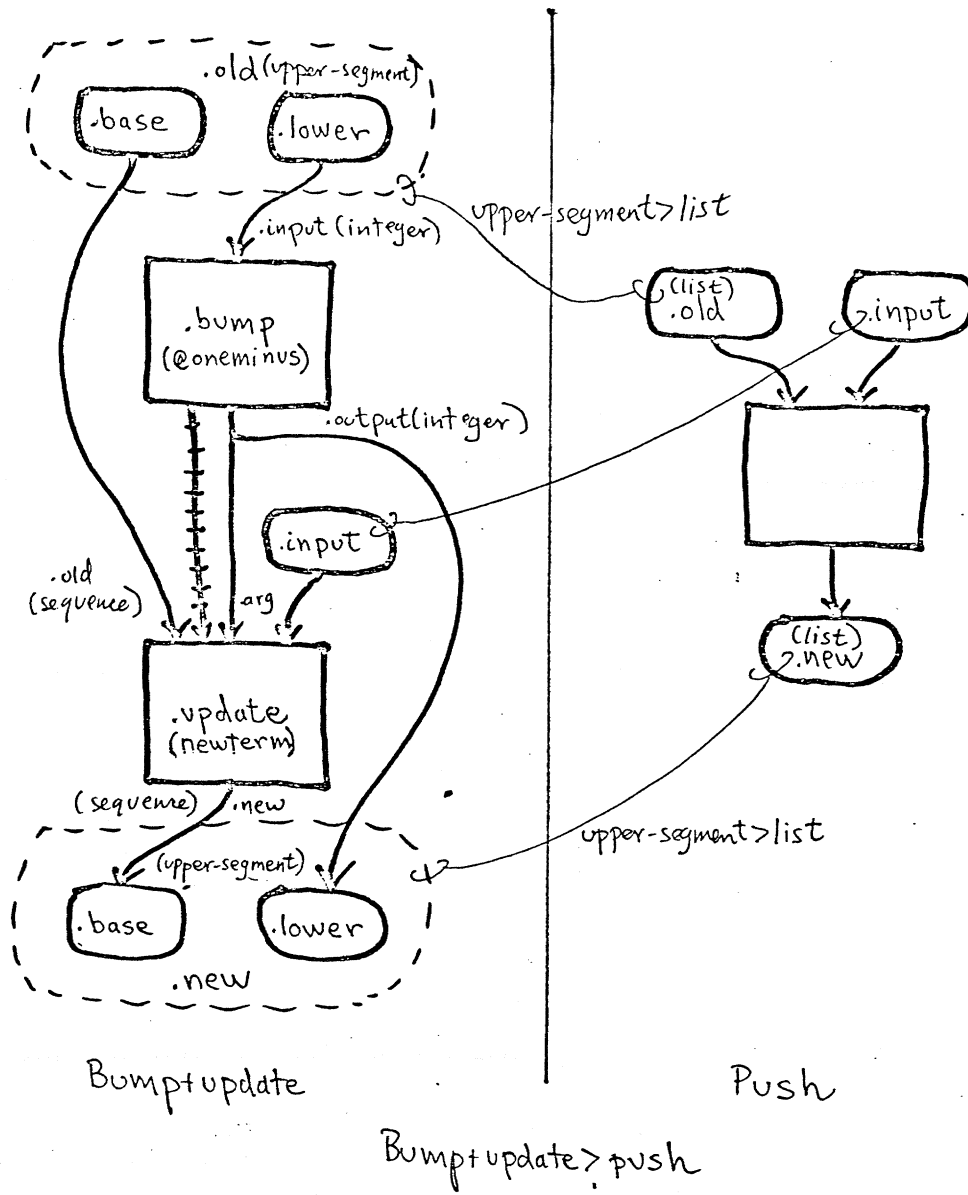 .old (upper-segment)
.base
.lower
.input (integer)
upper-segment>list
(list)
.old
.input
.bump
(@oneminus)
.output(integer)
.input
.old
(sequence)
.arg
(list)
.new
.update
(newterm)
(sequence)
.new
upper-segment>list
(upper-segment)
.base
.lower
.new
Bump+update
Push
Bump+update>push